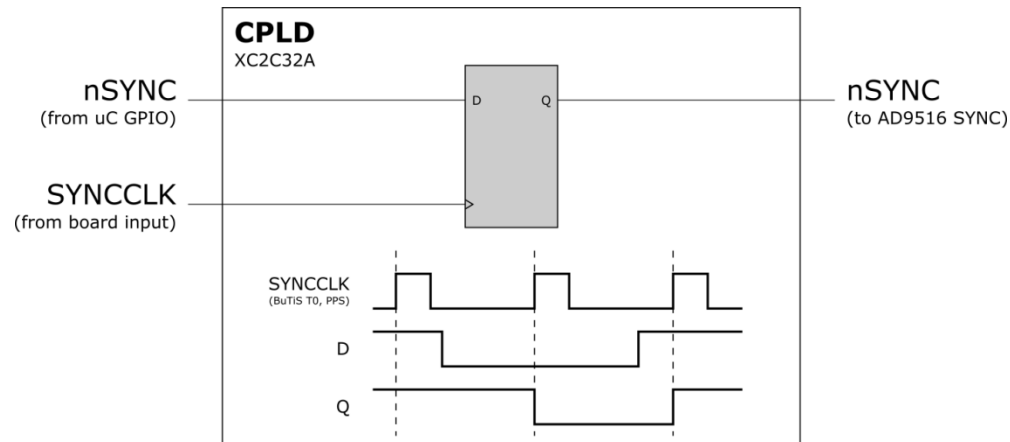 CPLD
XC2C32A
nSYNC
(from uC GPIO)
D
Q
nSYNC
(to AD9516 SYNC)
SYNCCLK
(from board input)
SYNCCLK
(BuTiS T0, PPS)
D
Q